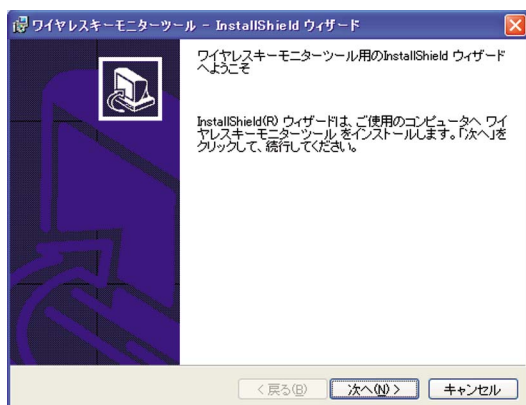 ワイヤレスキーモニターツール - InstallShield ウィザード
ワイヤレスキーモニターツール用のInstallShield ウィザード
へようこそ
InstallShield(R) ウィザードは、ご使用のコンピュータへ ワイ
ヤレスキーモニターツール をインストールします。「次へ」を
クリックして、続行してください。
< 戻る(B)
次へ(N) >
キャンセル